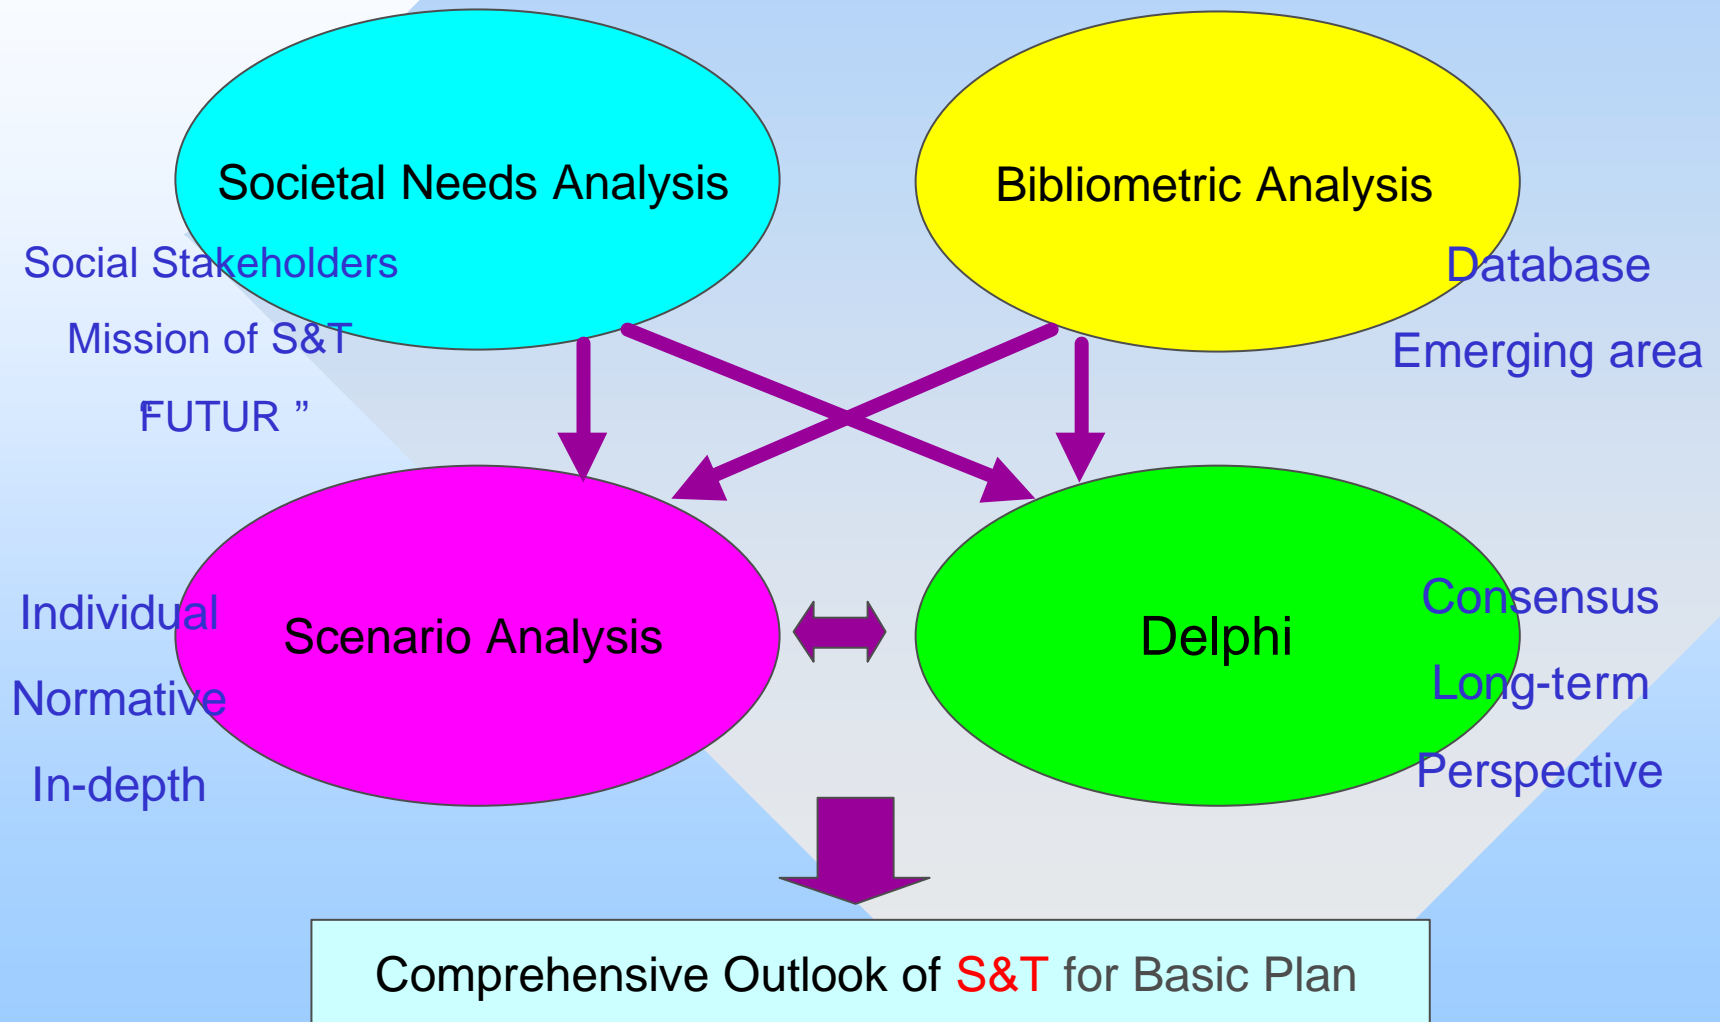 Societal Needs Analysis
Bibliometric Analysis
Social Stakeholders
Mission of S&T
“FUTUR ”
Database
Emerging area
Individual
Normative
In-depth
Scenario Analysis
Delphi
Consensus
Long-term
Perspective
Comprehensive Outlook of S&T for Basic Plan